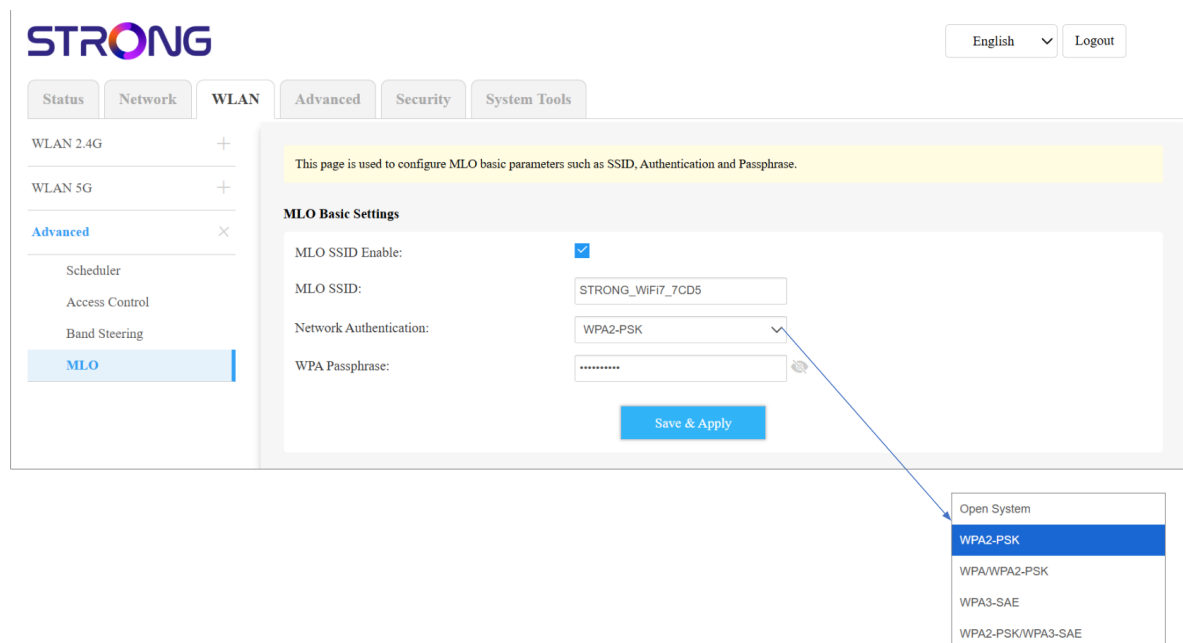 STRONG
English
Logout
Status
Network
WLAN
Advanced
Security
System Tools
WLAN 2.4G
WLAN 5G
Advanced
Scheduler
Access Control
Band Steering
MLO
This page is used to configure MLO basic parameters such as SSID, Authentication and Passphrase.
MLO Basic Settings
MLO SSID Enable:
MLO SSID: STRONG_WiFi7_7CD5
Network Authentication: WPA2-PSK
WPA Passphrase: ••••••••••
Save & Apply
Open System
WPA2-PSK
WPA/WPA2-PSK
WPA3-SAE
WPA2-PSK/WPA3-SAE